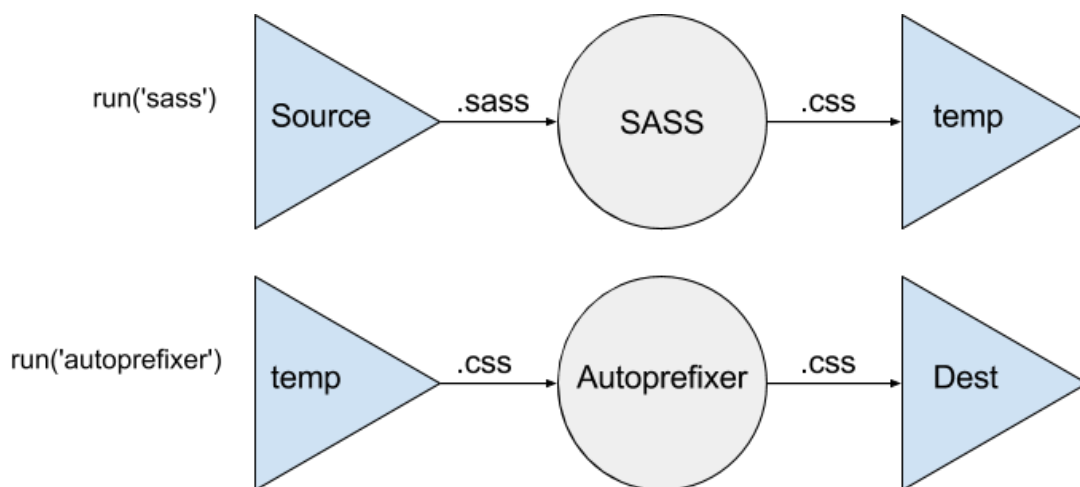 run('sass')
Source
.sass
SASS
.css
temp
run('autoprefixer')
temp
.css
Autoprefixer
.css
Dest